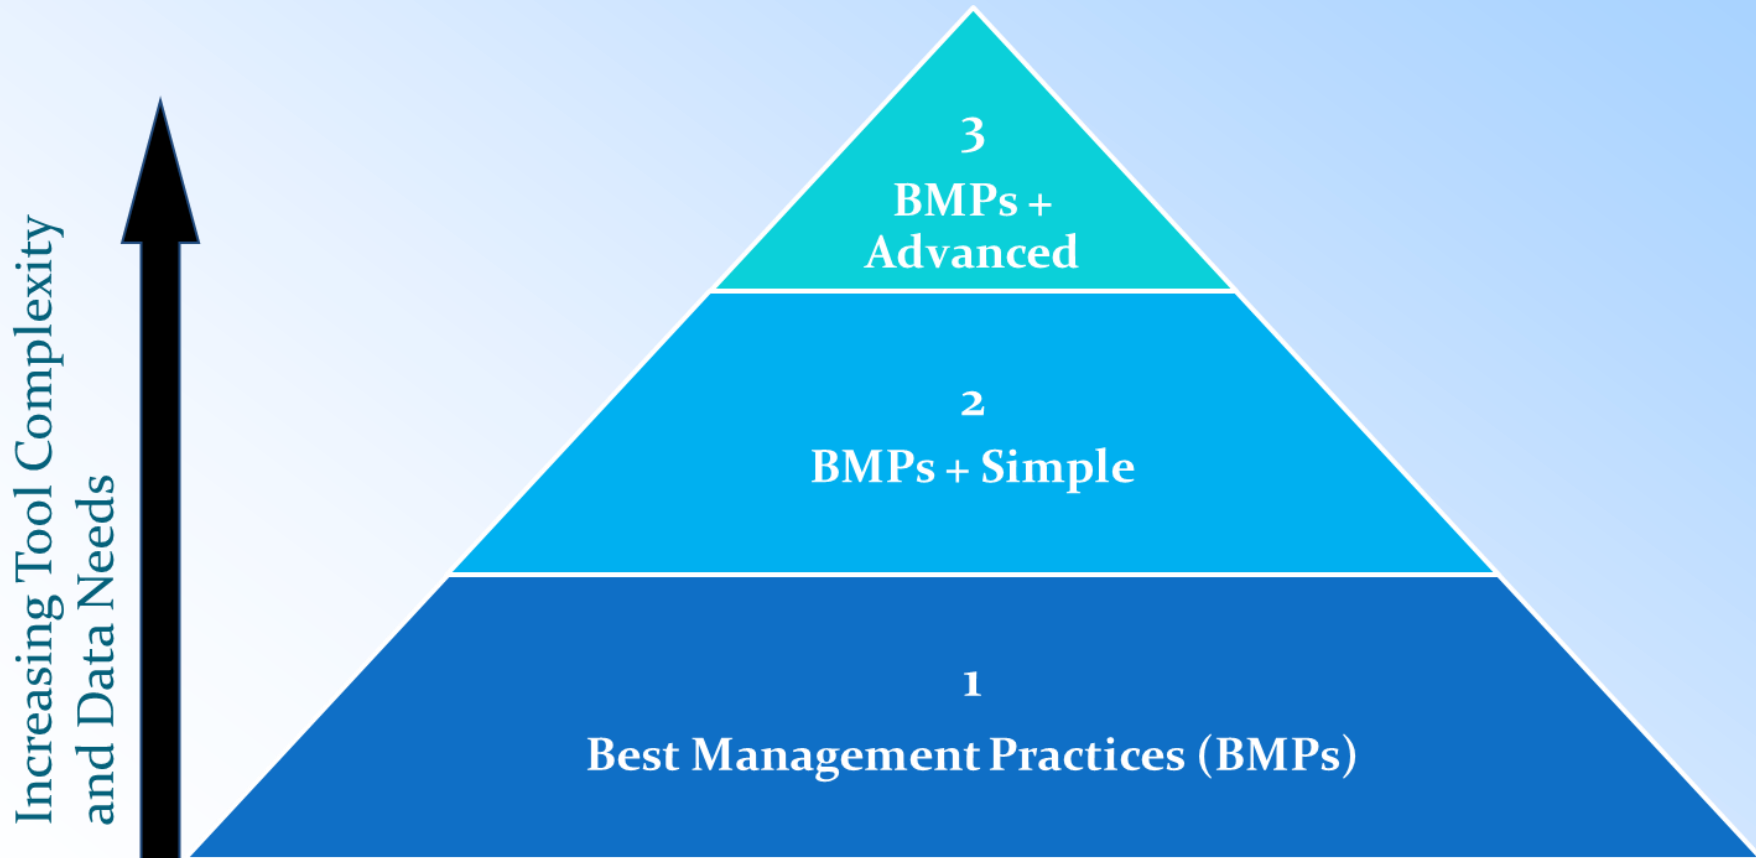 Increasing Tool Complexity
and Data Needs
3
BMPs +
Advanced
2
BMPs + Simple
1
Best Management Practices (BMPs)